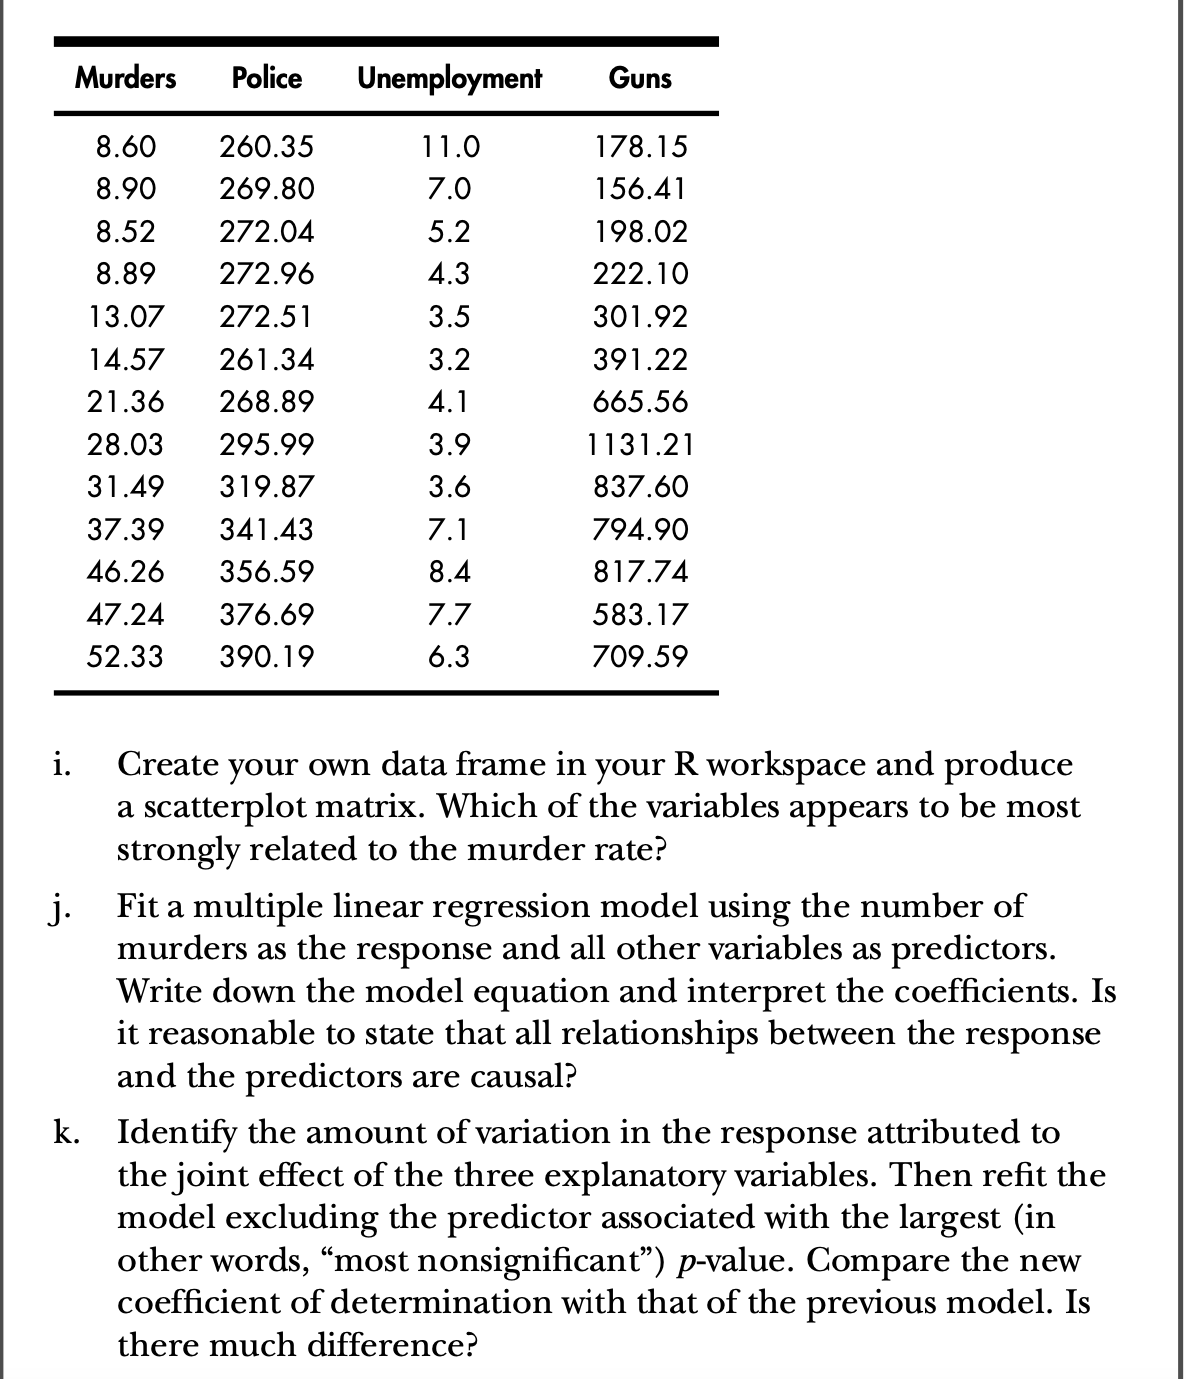 Murders Police Unemployment Guns
8.60 260.35 11.0 178.15
8.90 269.80 7.0 156.41
8.52 272.04 5.2 198.02
8.89 272.96 4.3 222.10
13.07 272.51 3.5 301.92
14.57 261.34 3.2 391.22
21.36 268.89 4.1 665.56
28.03 295.99 3.9 1131.21
31.49 319.87 3.6 837.60
37.39 341.43 7.1 794.90
46.26 356.59 8.4 817.74
47.24 376.69 7.7 583.17
52.33 390.19 6.3 709.59
i. Create your own data frame in your R workspace and produce
a scatterplot matrix. Which of the variables appears to be most
strongly related to the murder rate?
j. Fit a multiple linear regression model using the number of
murders as the response and all other variables as predictors.
Write down the model equation and interpret the coefficients. Is
it reasonable to state that all relationships between the response
and the predictors are causal?
k. Identify the amount of variation in the response attributed to
the joint effect of the three explanatory variables. Then refit the
model excluding the predictor associated with the largest (in
other words, “most nonsignificant”) p-value. Compare the new
coefficient of determination with that of the previous model. Is
there much difference?